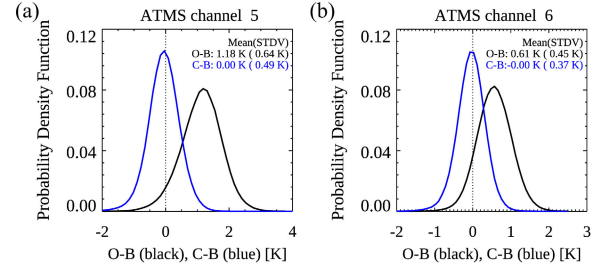 (a)
ATMS channel 5
Probability Density Function
0.12
0.08
0.04
0.00
Mean(STDV)
O-B: 1.18 K ( 0.64 K)
C-B: 0.00 K ( 0.49 K)
-2 0 2 4
O-B (black), C-B (blue) [K]
(b)
ATMS channel 6
Probability Density Function
0.12
0.08
0.04
0.00
Mean(STDV)
O-B: 0.61 K ( 0.45 K)
C-B:-0.00 K ( 0.37 K)
-2 -1 0 1 2 3
O-B (black), C-B (blue) [K]